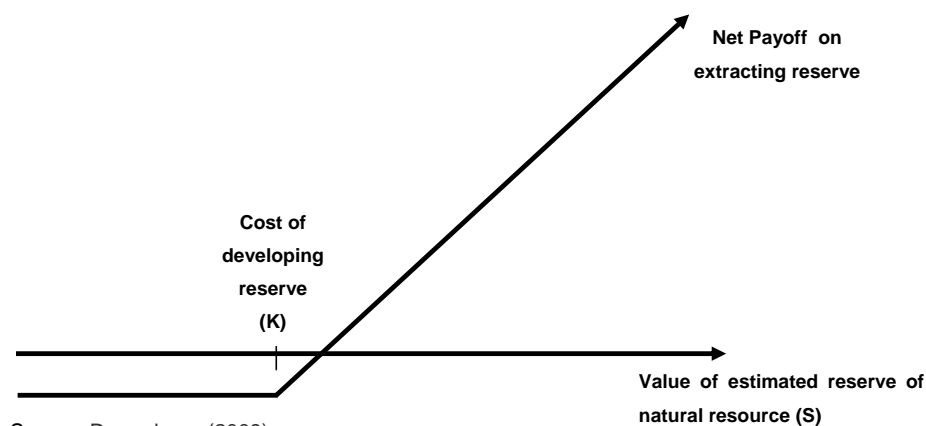 Net Payoff on
extracting reserve
Cost of
developing
reserve
(K)
Value of estimated reserve of
natural resource (S)